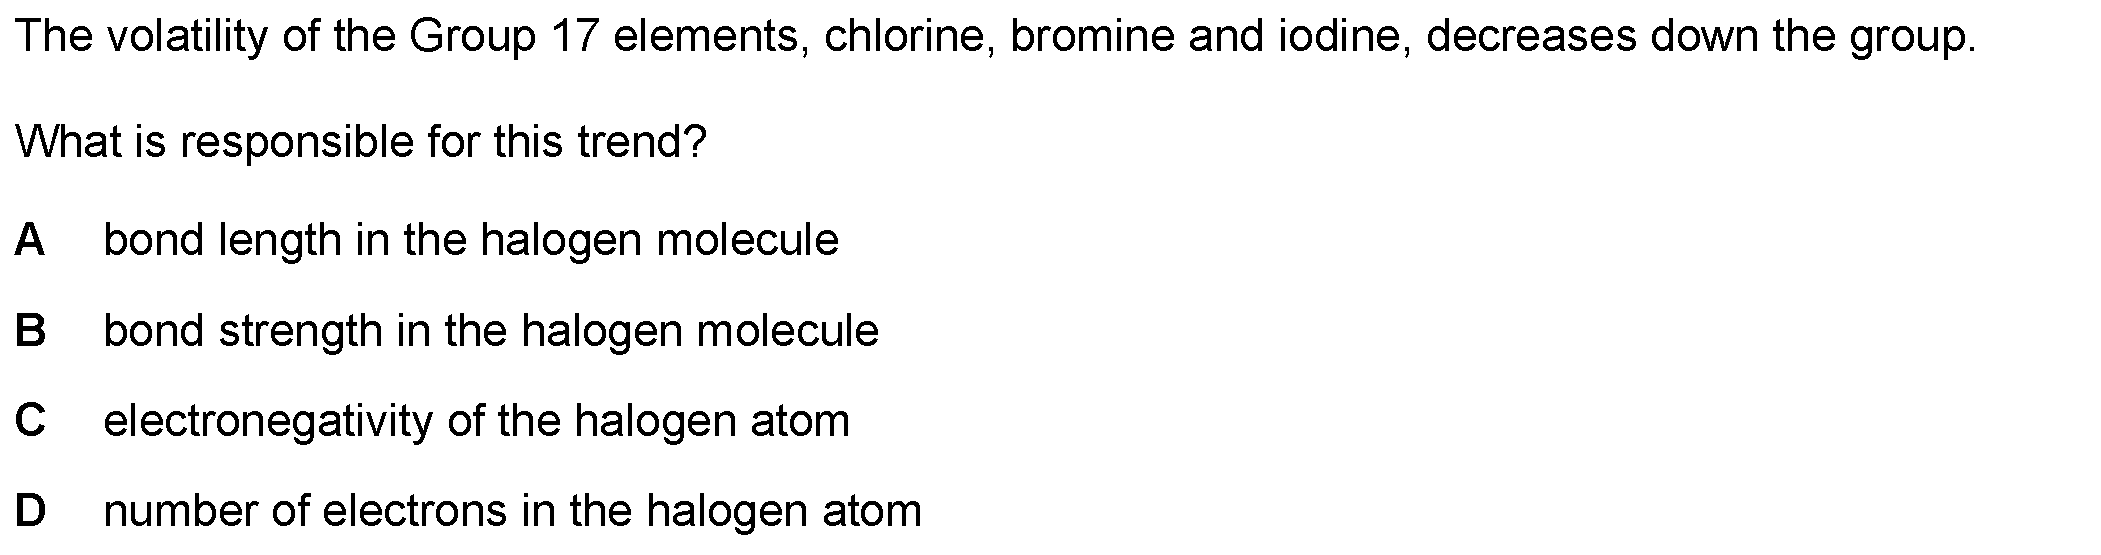 The volatility of the Group 17 elements, chlorine, bromine and iodine, decreases down the group.
What is responsible for this trend?
A bond length in the halogen molecule
B bond strength in the halogen molecule
C electronegativity of the halogen atom
D number of electrons in the halogen atom